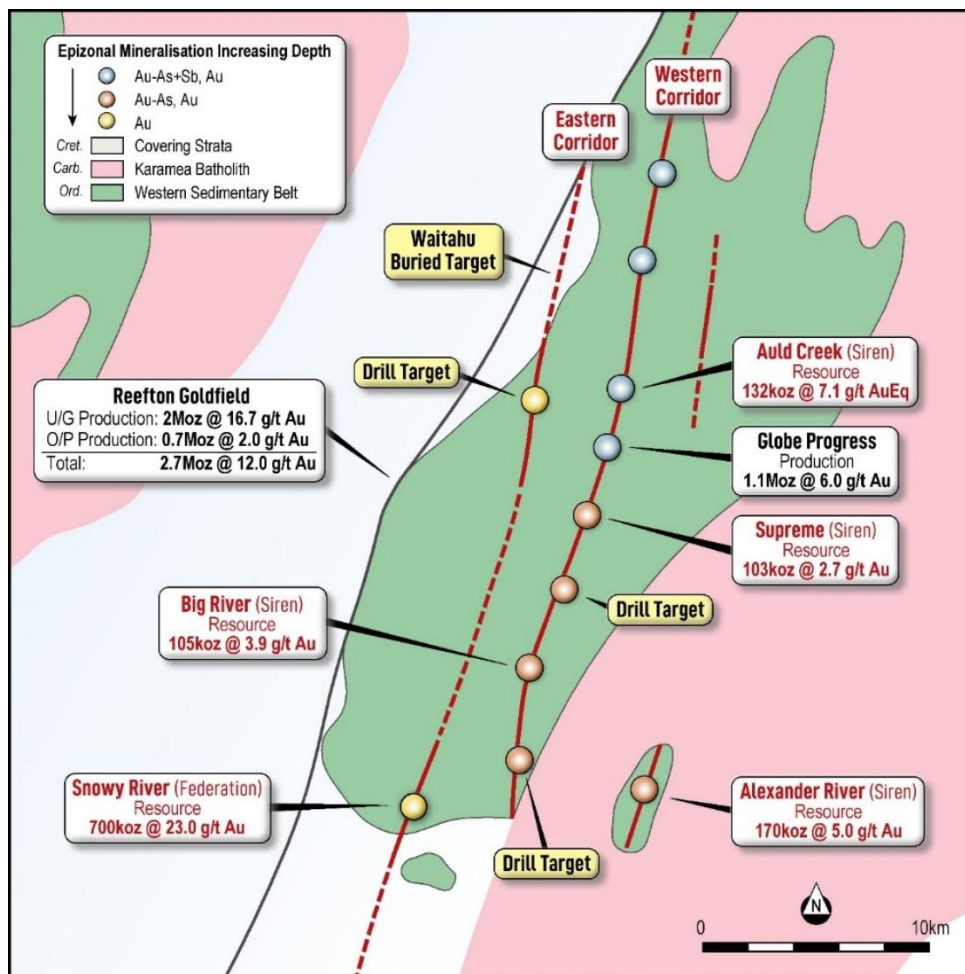 Epizonal Mineralisation Increasing Depth
Au-As+Sb, Au
Au-As, Au
Au
Cret. Covering Strata
Carb. Karamea Batholith
Ord. Western Sedimentary Belt
Western
Corridor
Eastern
Corridor
Waitahu
Buried Target
Drill Target
Reefton Goldfield
U/G Production: 2Moz @ 16.7 g/t Au
O/P Production: 0.7Moz @ 2.0 g/t Au
Total: 2.7Moz @ 12.0 g/t Au
Auld Creek (Siren)
Resource
132koz @ 7.1 g/t AuEq
Globe Progress
Production
1.1Moz @ 6.0 g/t Au
Supreme (Siren)
Resource
103koz @ 2.7 g/t Au
Drill Target
Big River (Siren)
Resource
105koz @ 3.9 g/t Au
Snowy River (Federation)
Resource
700koz @ 23.0 g/t Au
Alexander River (Siren)
Resource
170koz @ 5.0 g/t Au
Drill Target
N
0 10km